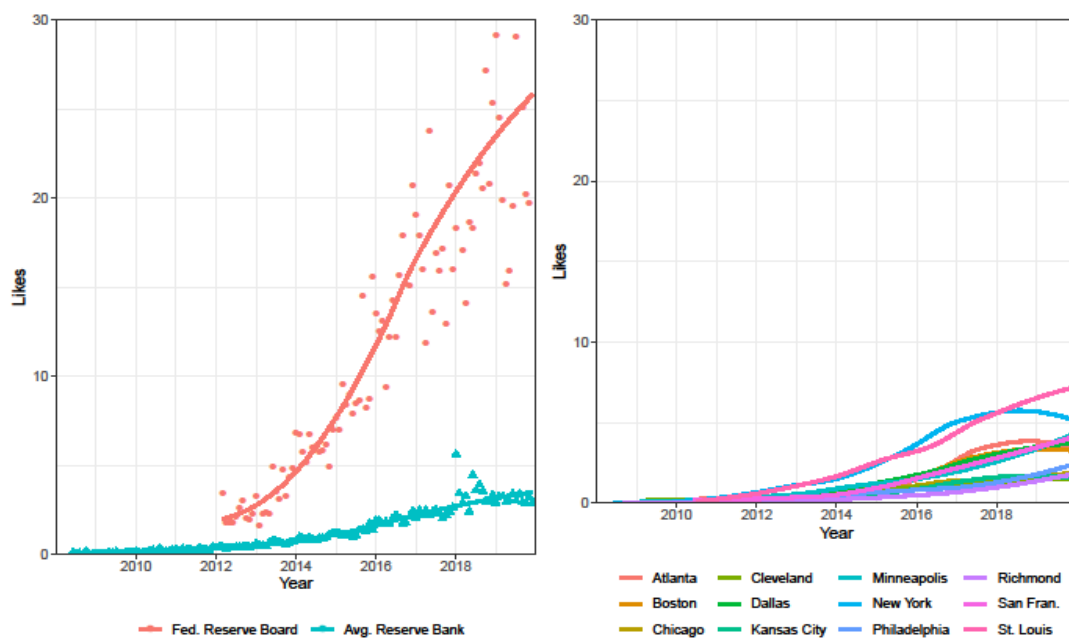 30
20
10
0
Likes
2010 2012 2014 2016 2018
Year
Fed. Reserve Board Avg. Reserve Bank
30
20
10
0
Likes
2010 2012 2014 2016 2018
Year
Atlanta Cleveland Minneapolis Richmond
Boston Dallas New York San Fran.
Chicago Kansas City Philadelphia St. Louis